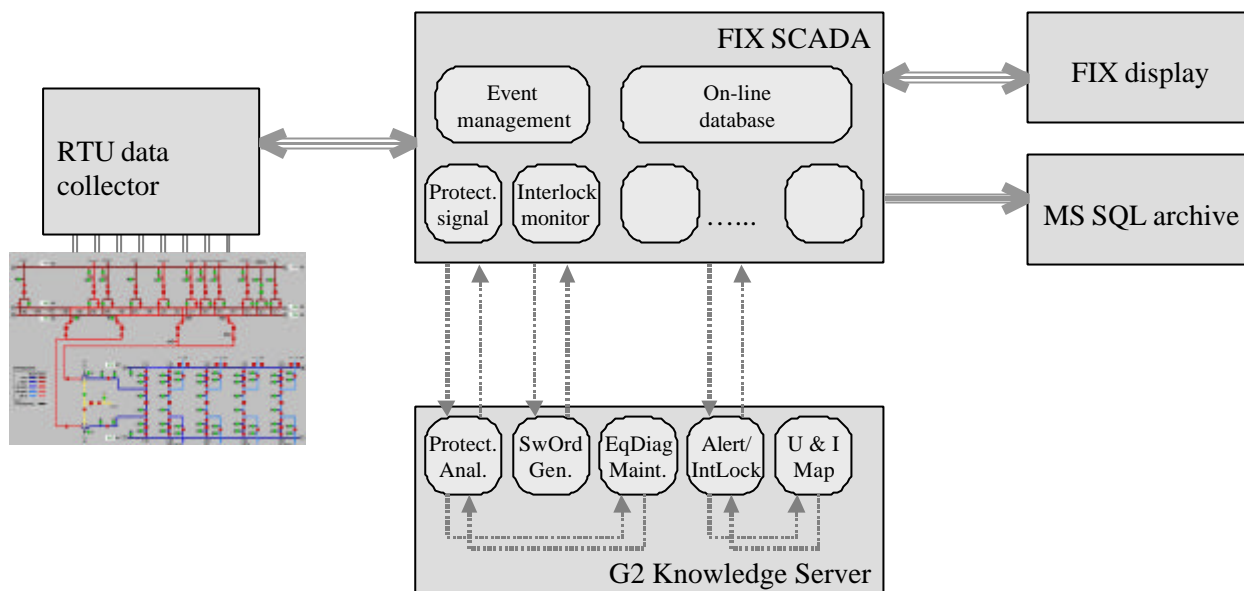 FIX SCADA
Event
management
On-line
database
FIX display
RTU data
collector
Protect.
signal
Interlock
monitor
…...
MS SQL archive
Protect.
Anal.
SwOrd
Gen.
EqDiag
Maint.
Alert/
IntLock
U & I
Map
G2 Knowledge Server